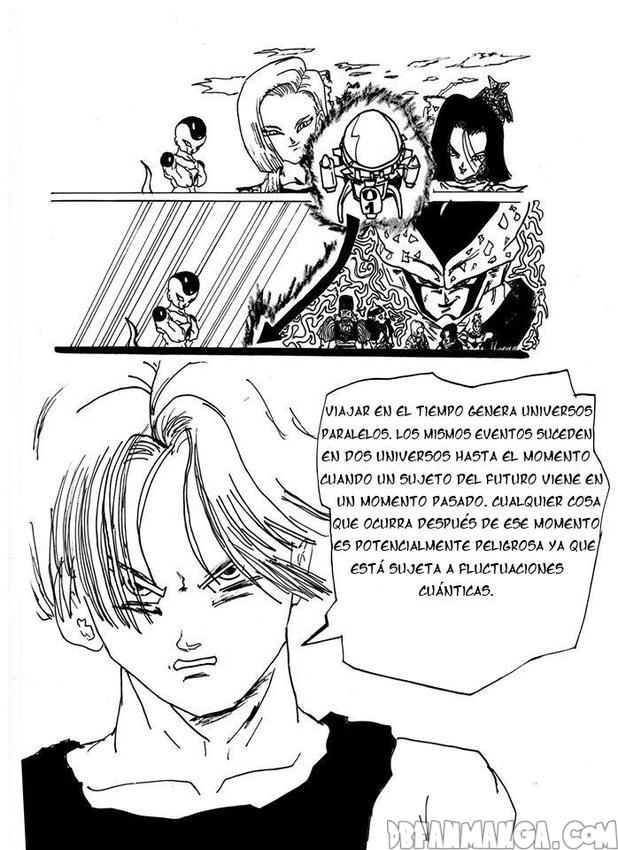 01
VIAJAR EN EL TIEMPO GENERA UNIVERSOS
PARALELOS. LOS MISMOS EVENTOS SUCEDEN
EN DOS UNIVERSOS HASTA EL MOMENTO
CUANDO UN SUJETO DEL FUTURO VIENE EN
UN MOMENTO PASADO. CUALQUIER COSA
QUE OCURRA DESPUÉS DE ESE MOMENTO
ES POTENCIALMENTE PELIGROSA YA QUE
ESTÁ SUJETA A FLUCTUACIONES
CUÁNTICAS.
DBFANMANGA.COM